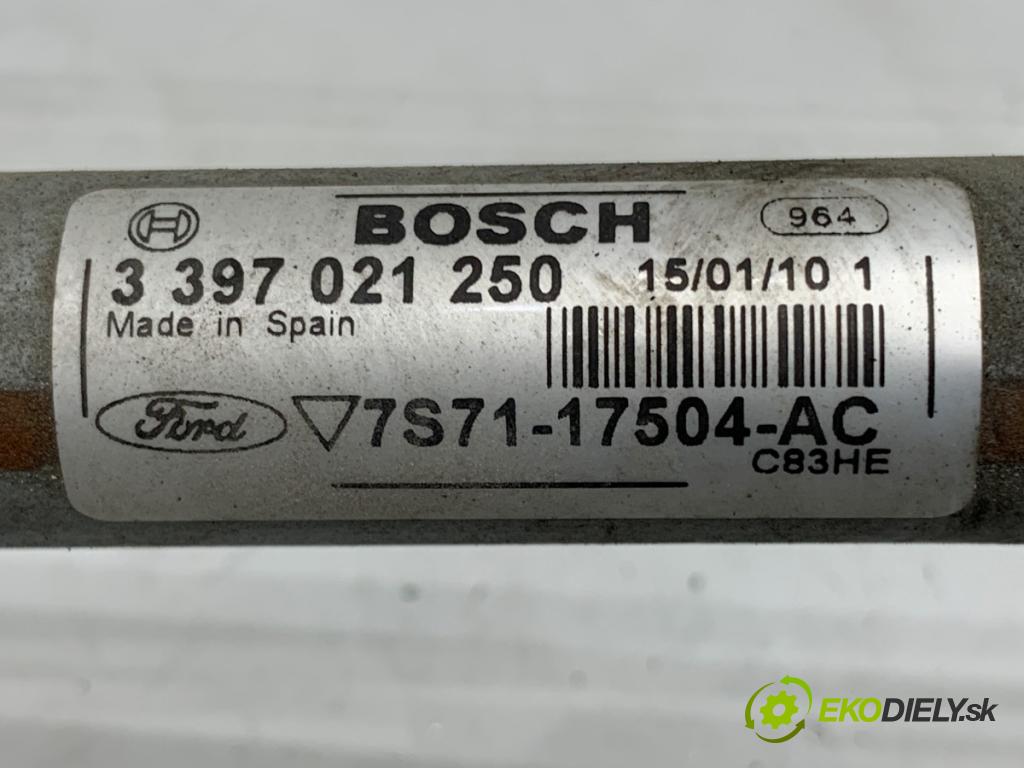 BOSCH 964
3 397 021 250 15/01/10 1
Made in Spain
Ford 7S71-17504-AC
C83HE
EKODIELY.sk